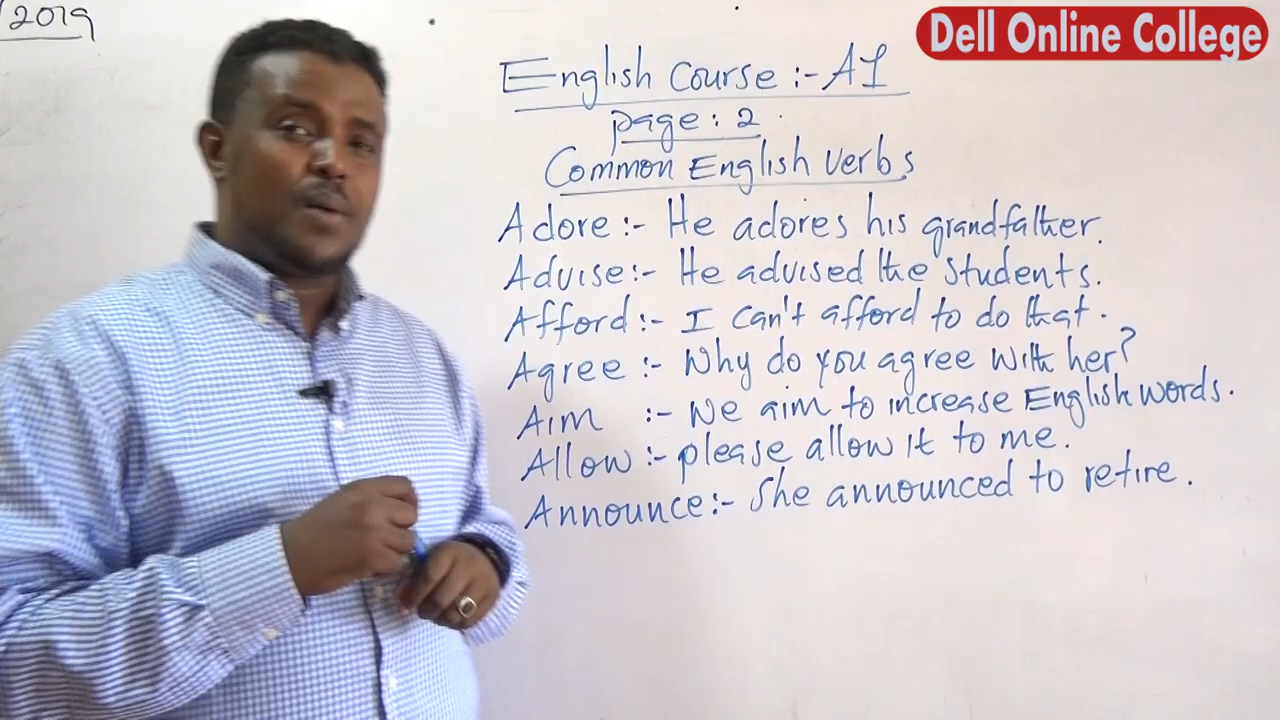 /2019
Dell Online College
English Course :- A1
page: 2
Common English verbs
Adore :- He adores his grandfather.
Advise:- He advised the students.
Afford :- I can't afford to do that.
Agree :- Why do you agree with her?
Aim :- We aim to increase English words.
Allow :- please allow it to me.
Announce:- She announced to retire.